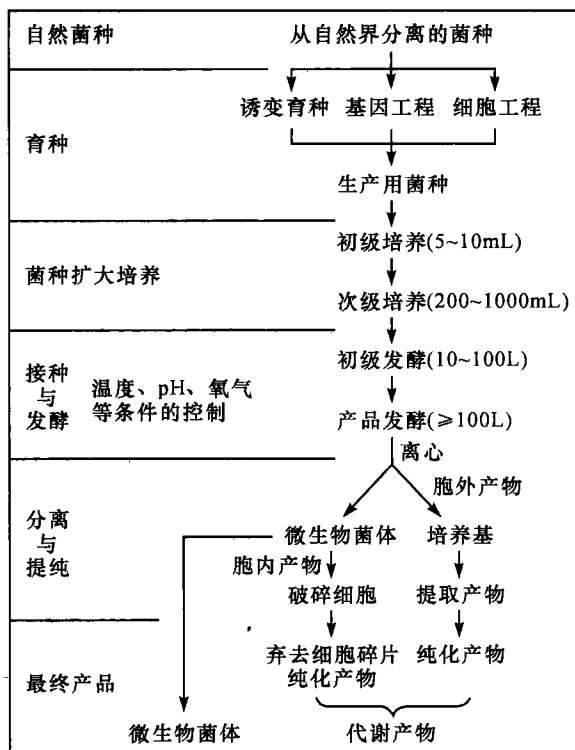 自然菌种
从自然界分离的菌种
诱变育种 基因工程 细胞工程
育种
生产用菌种
初级培养(5~10mL)
菌种扩大培养
次级培养(200~1000mL)
初级发酵(10~100L)
接种
与
发酵
温度、pH、氧气
等条件的控制
产品发酵(≥100L)
离心
胞外产物
分离
与
提纯
微生物菌体 培养基
胞内产物
破碎细胞 提取产物
弃去细胞碎片 纯化产物
纯化产物
最终产品
微生物菌体
代谢产物